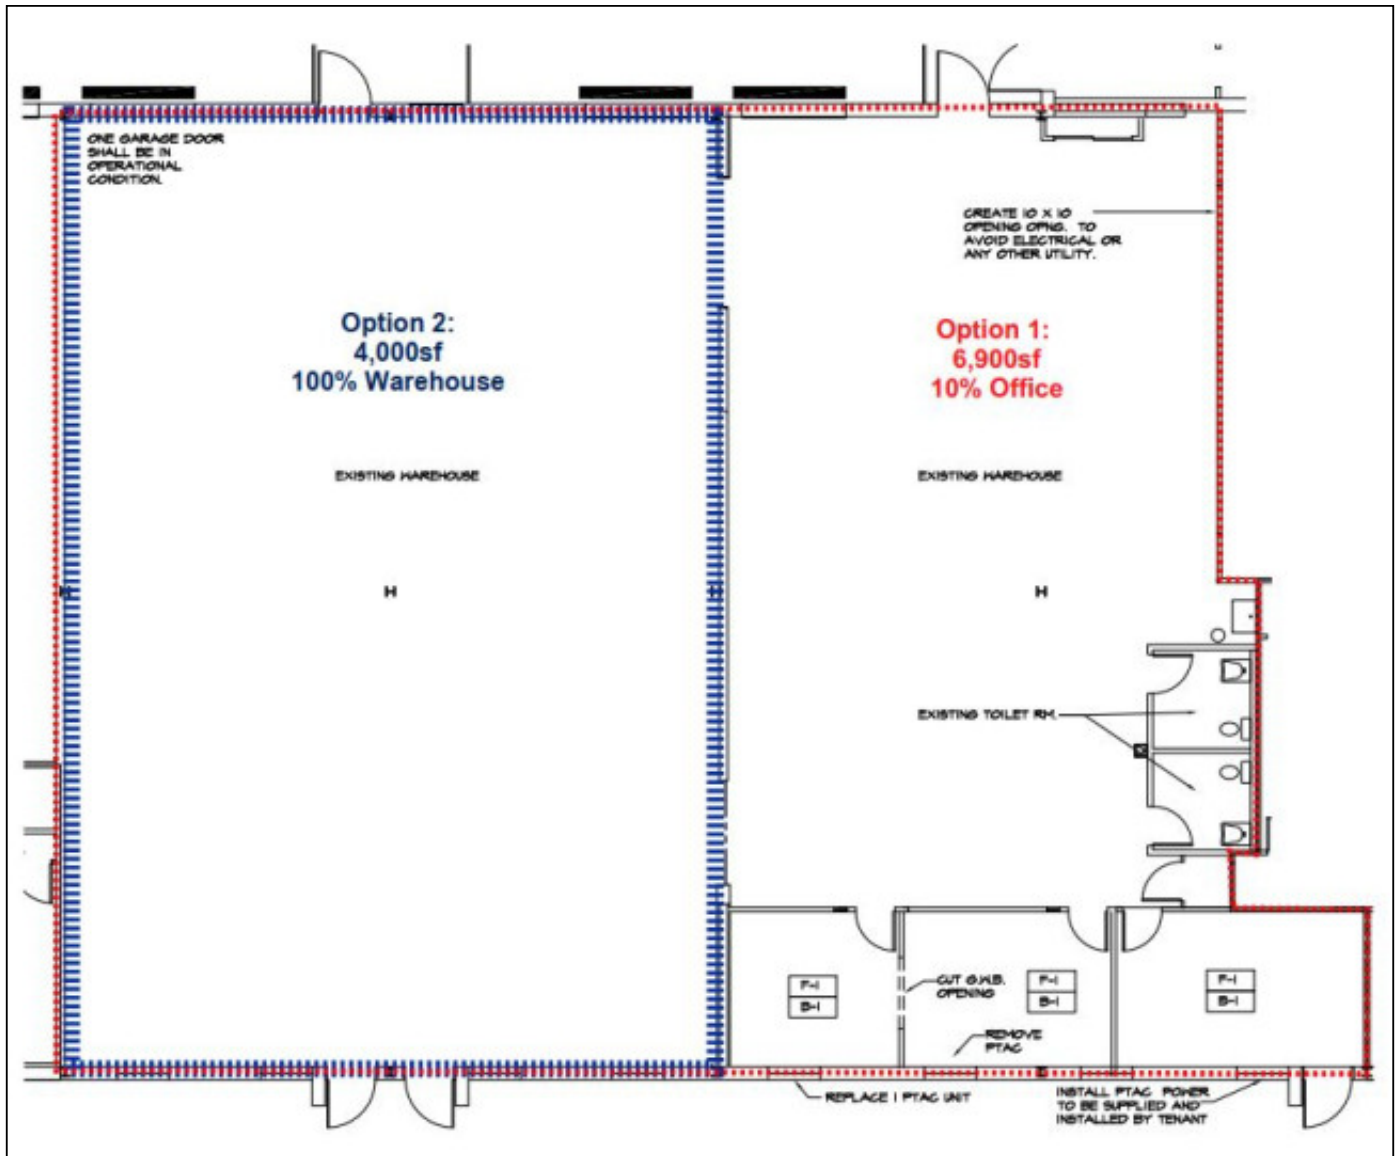 ONE GARAGE DOOR
SHALL BE IN
OPERATIONAL
CONDITION.
CREATE 10 X 10
OPENING OPNG. TO
AVOID ELECTRICAL OR
ANY OTHER UTILITY.
Option 2:
4,000sf
100% Warehouse
Option 1:
6,900sf
10% Office
EXISTING WAREHOUSE
EXISTING WAREHOUSE
H
H
H
H
EXISTING TOILET RM.
F-1
B-1
CUT G.W.B.
OPENING
F-1
B-1
F-1
B-1
REMOVE
PTAC
REPLACE 1 PTAC UNIT
INSTALL PTAC POWER
TO BE SUPPLIED AND
INSTALLED BY TENANT